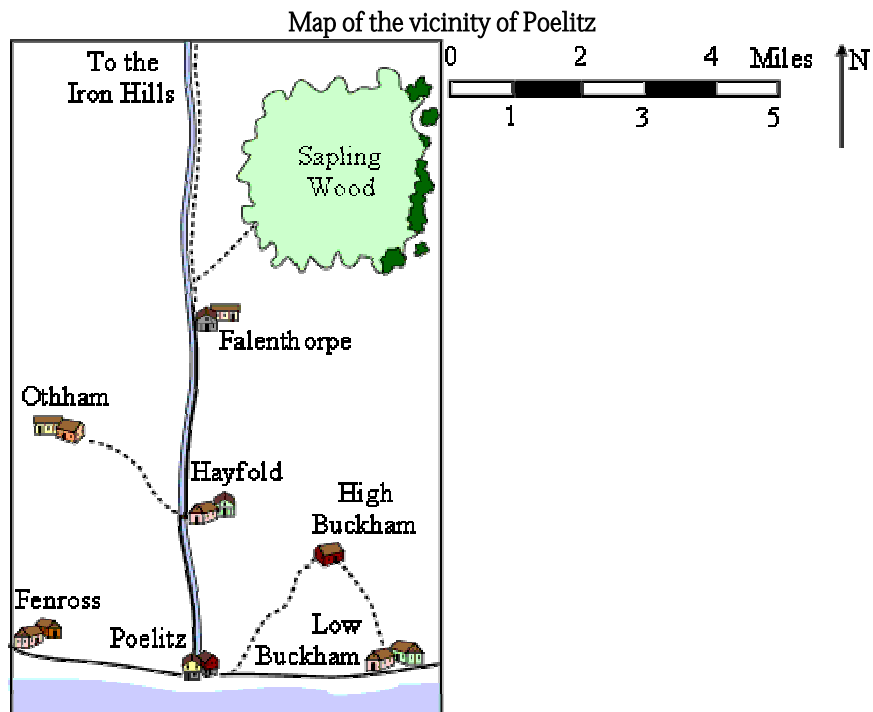 Map of the vicinity of Poelitz
To the
Iron Hills
0 2 4 Miles
1 3 5
N
Sapling
Wood
Falenthorpe
Othham
Hayfold
High
Buckham
Fenross
Poelitz
Low
Buckham